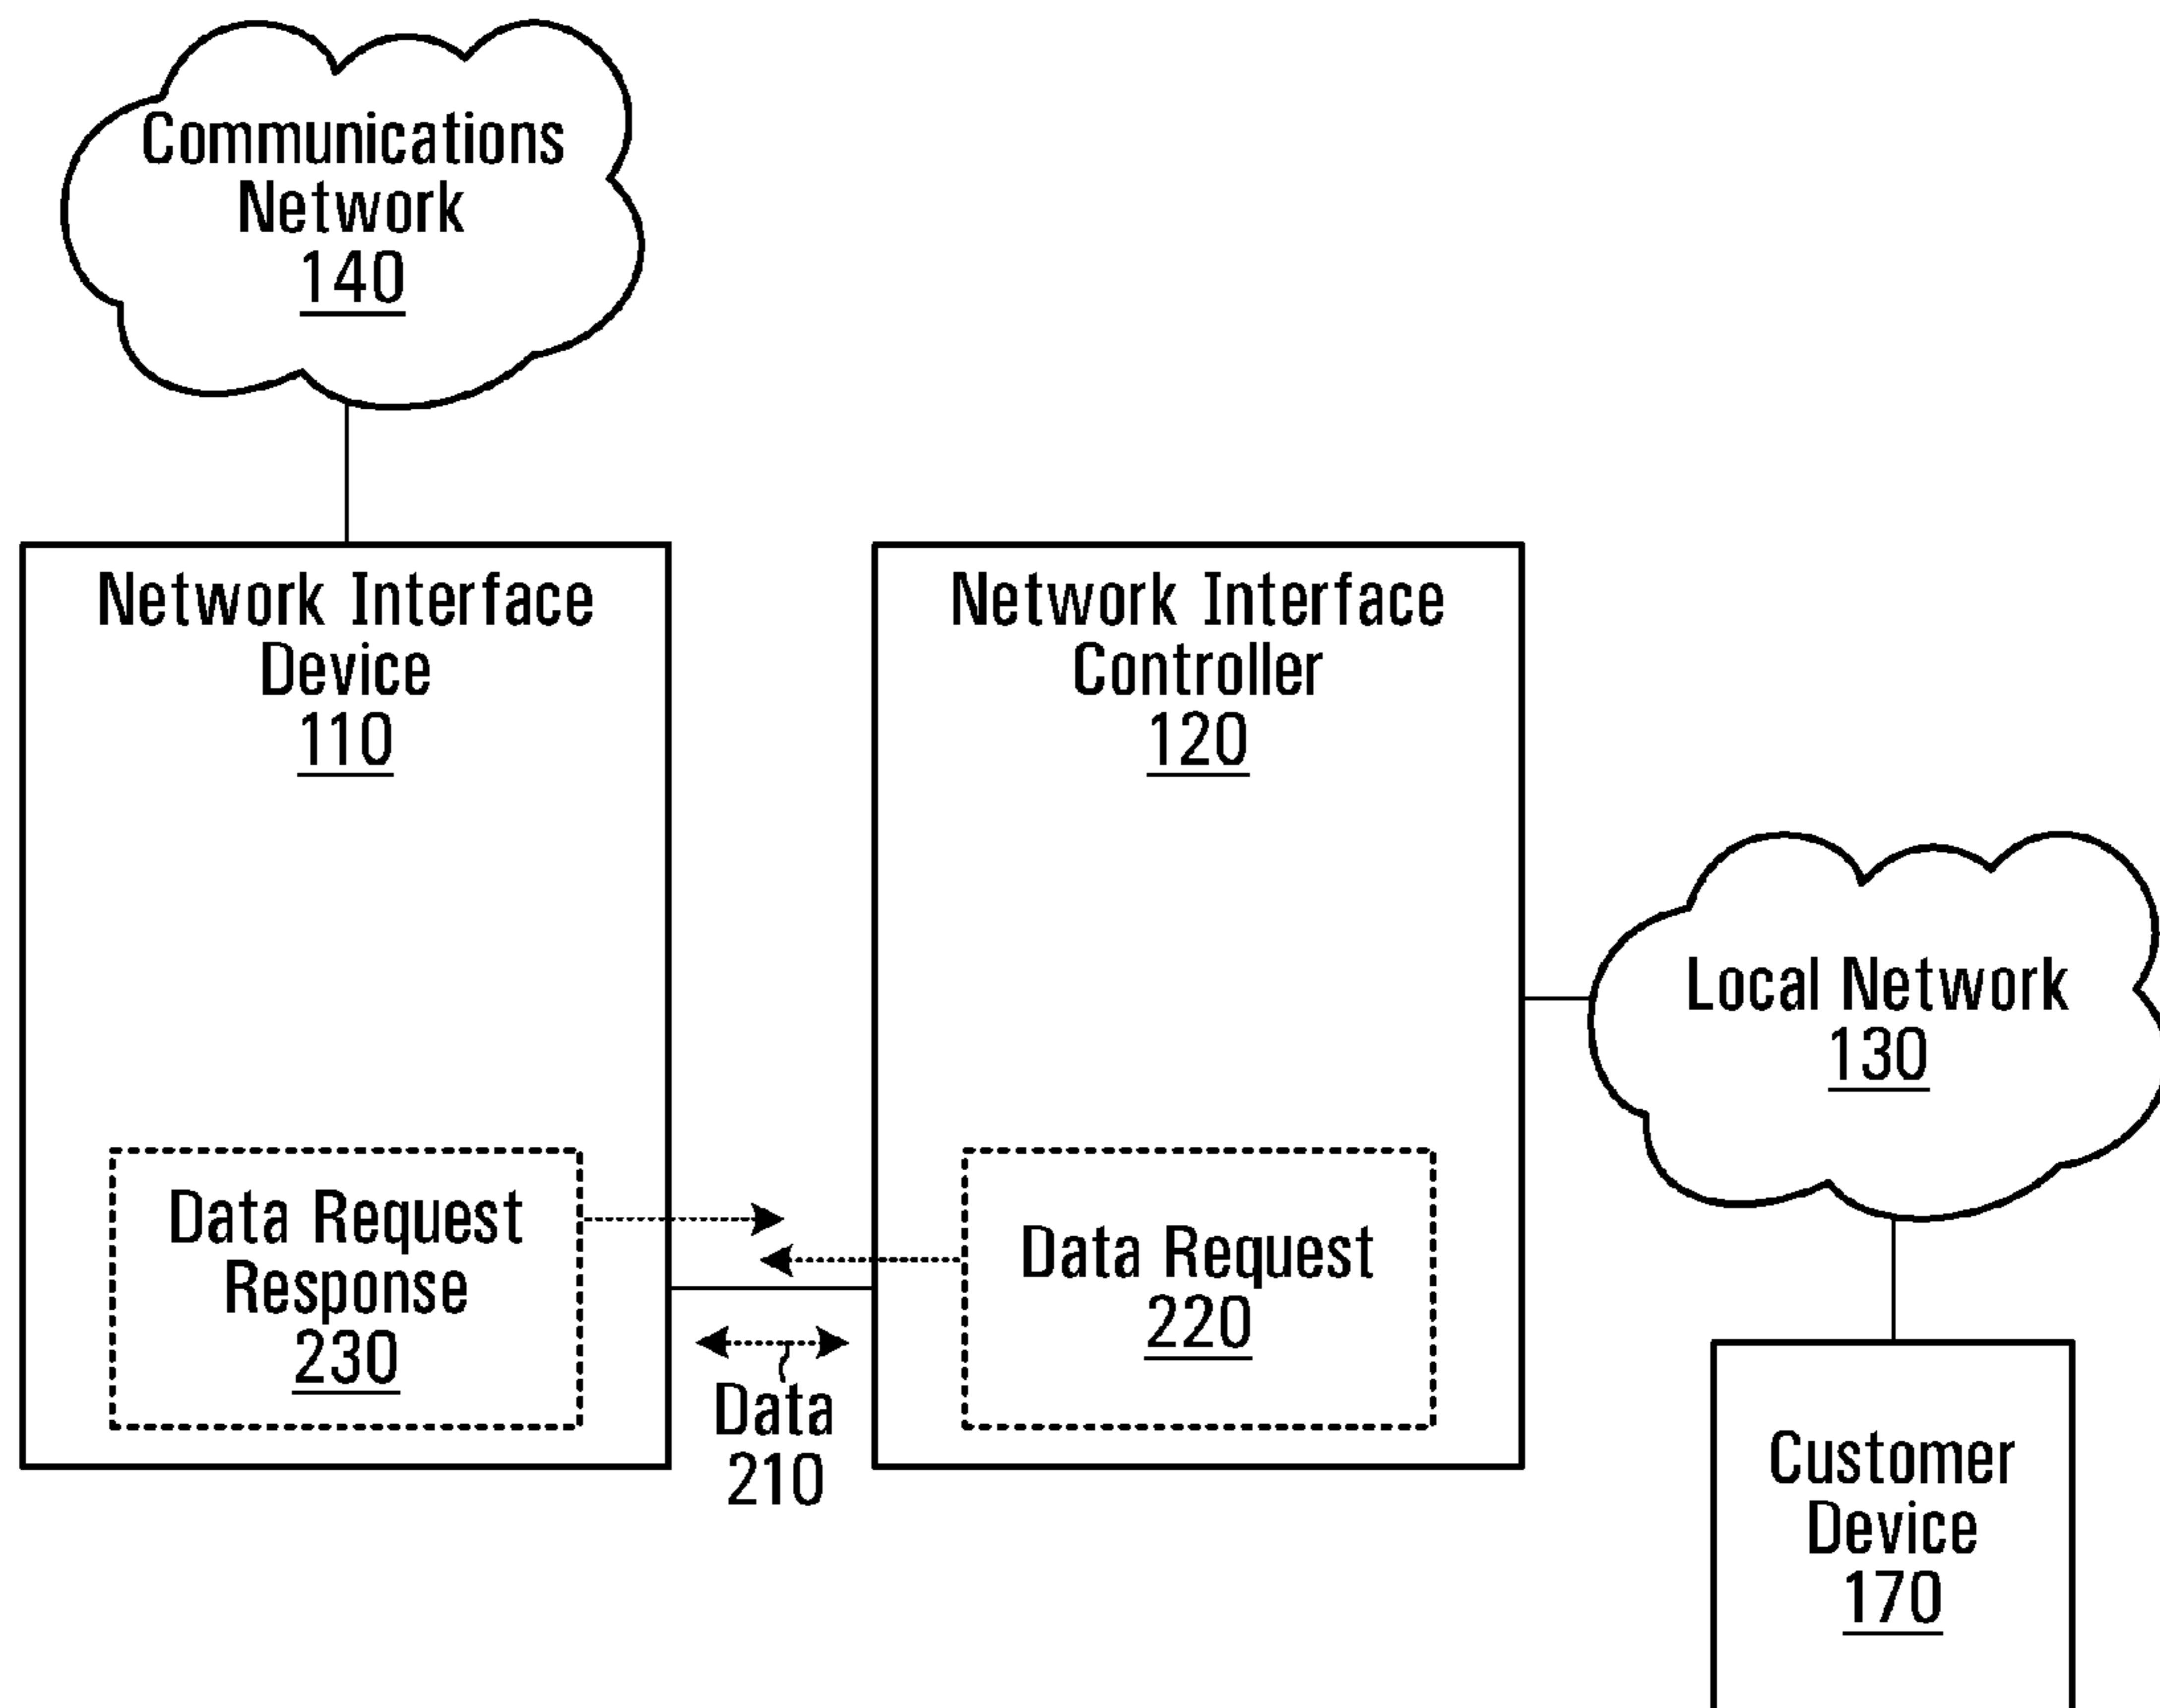 Communications
Network
140
Network Interface
Device
110
Network Interface
Controller
120
Local Network
130
Data Request
Response
230
Data Request
220
Data
210
Customer
Device
170